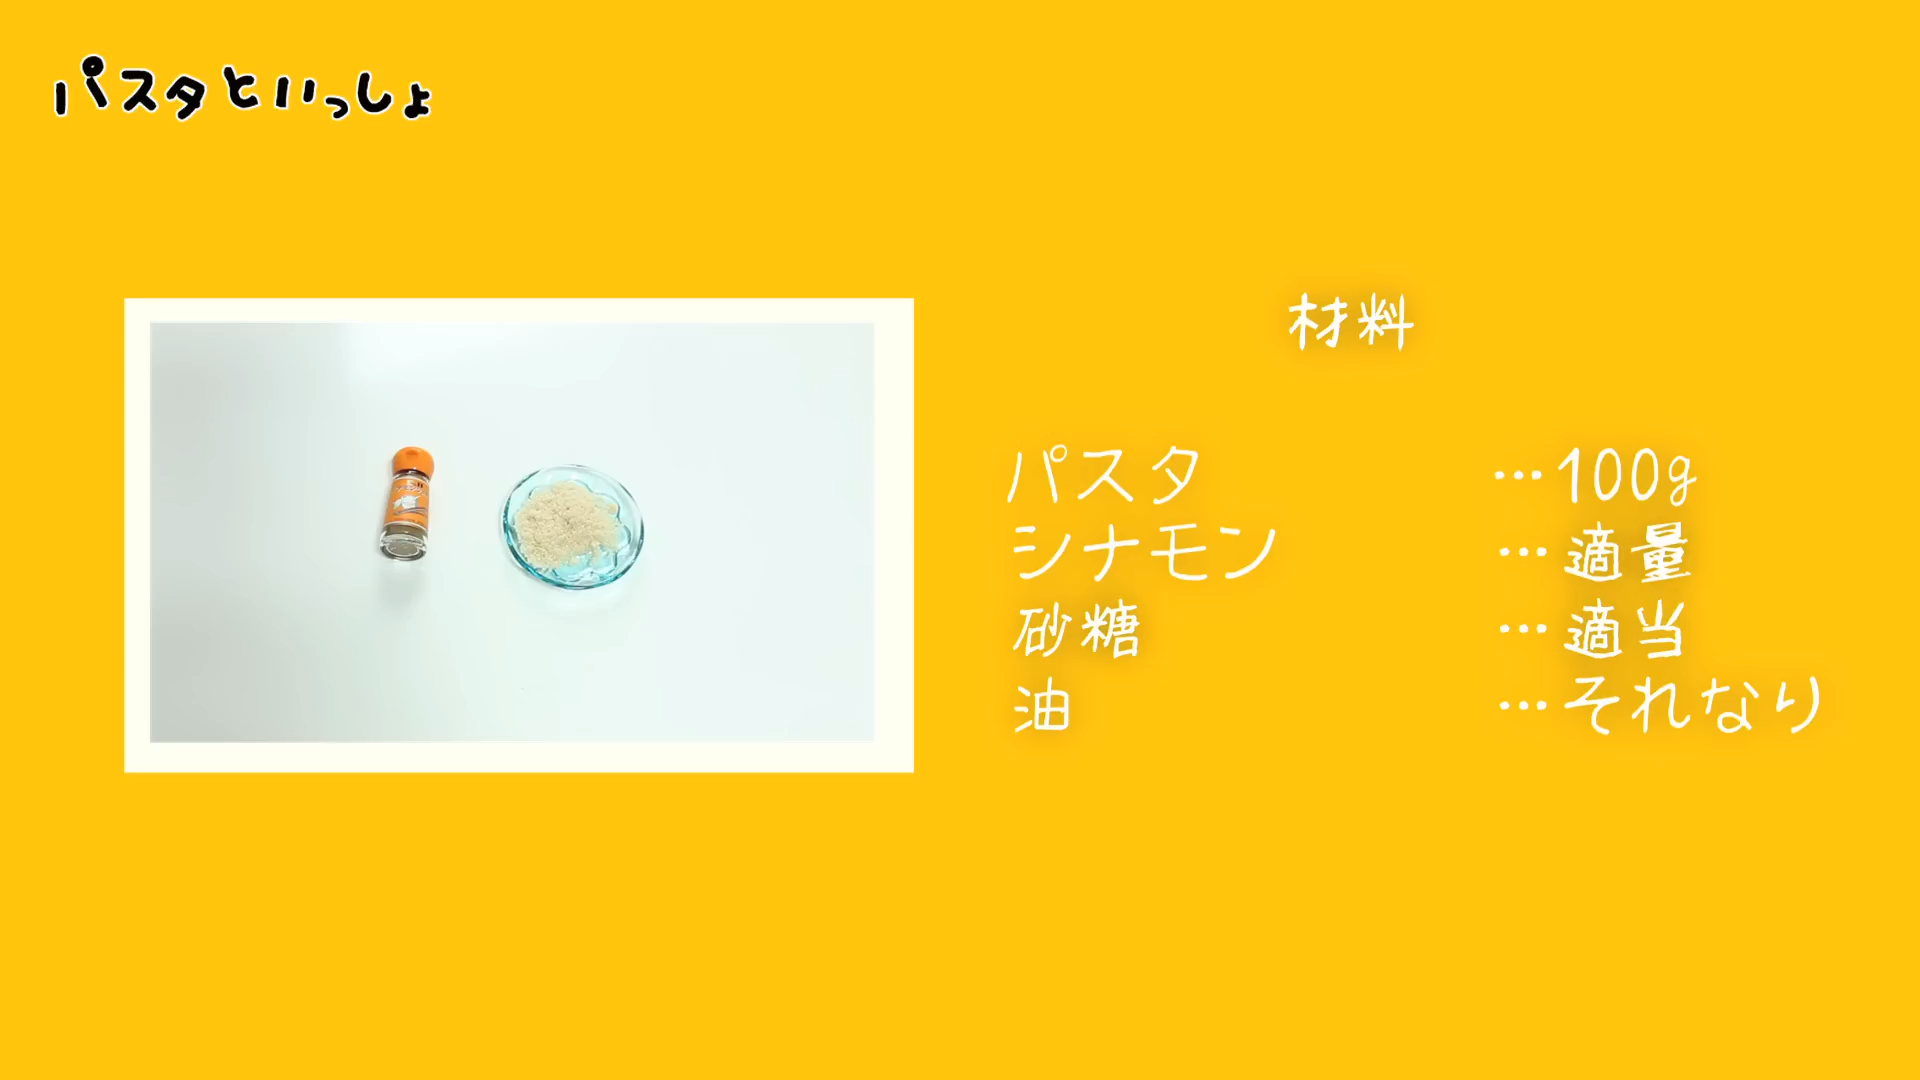 パスタといっしょ
材料
パスタ …100g
シナモン …適量
砂糖 …適当
油 …それなり